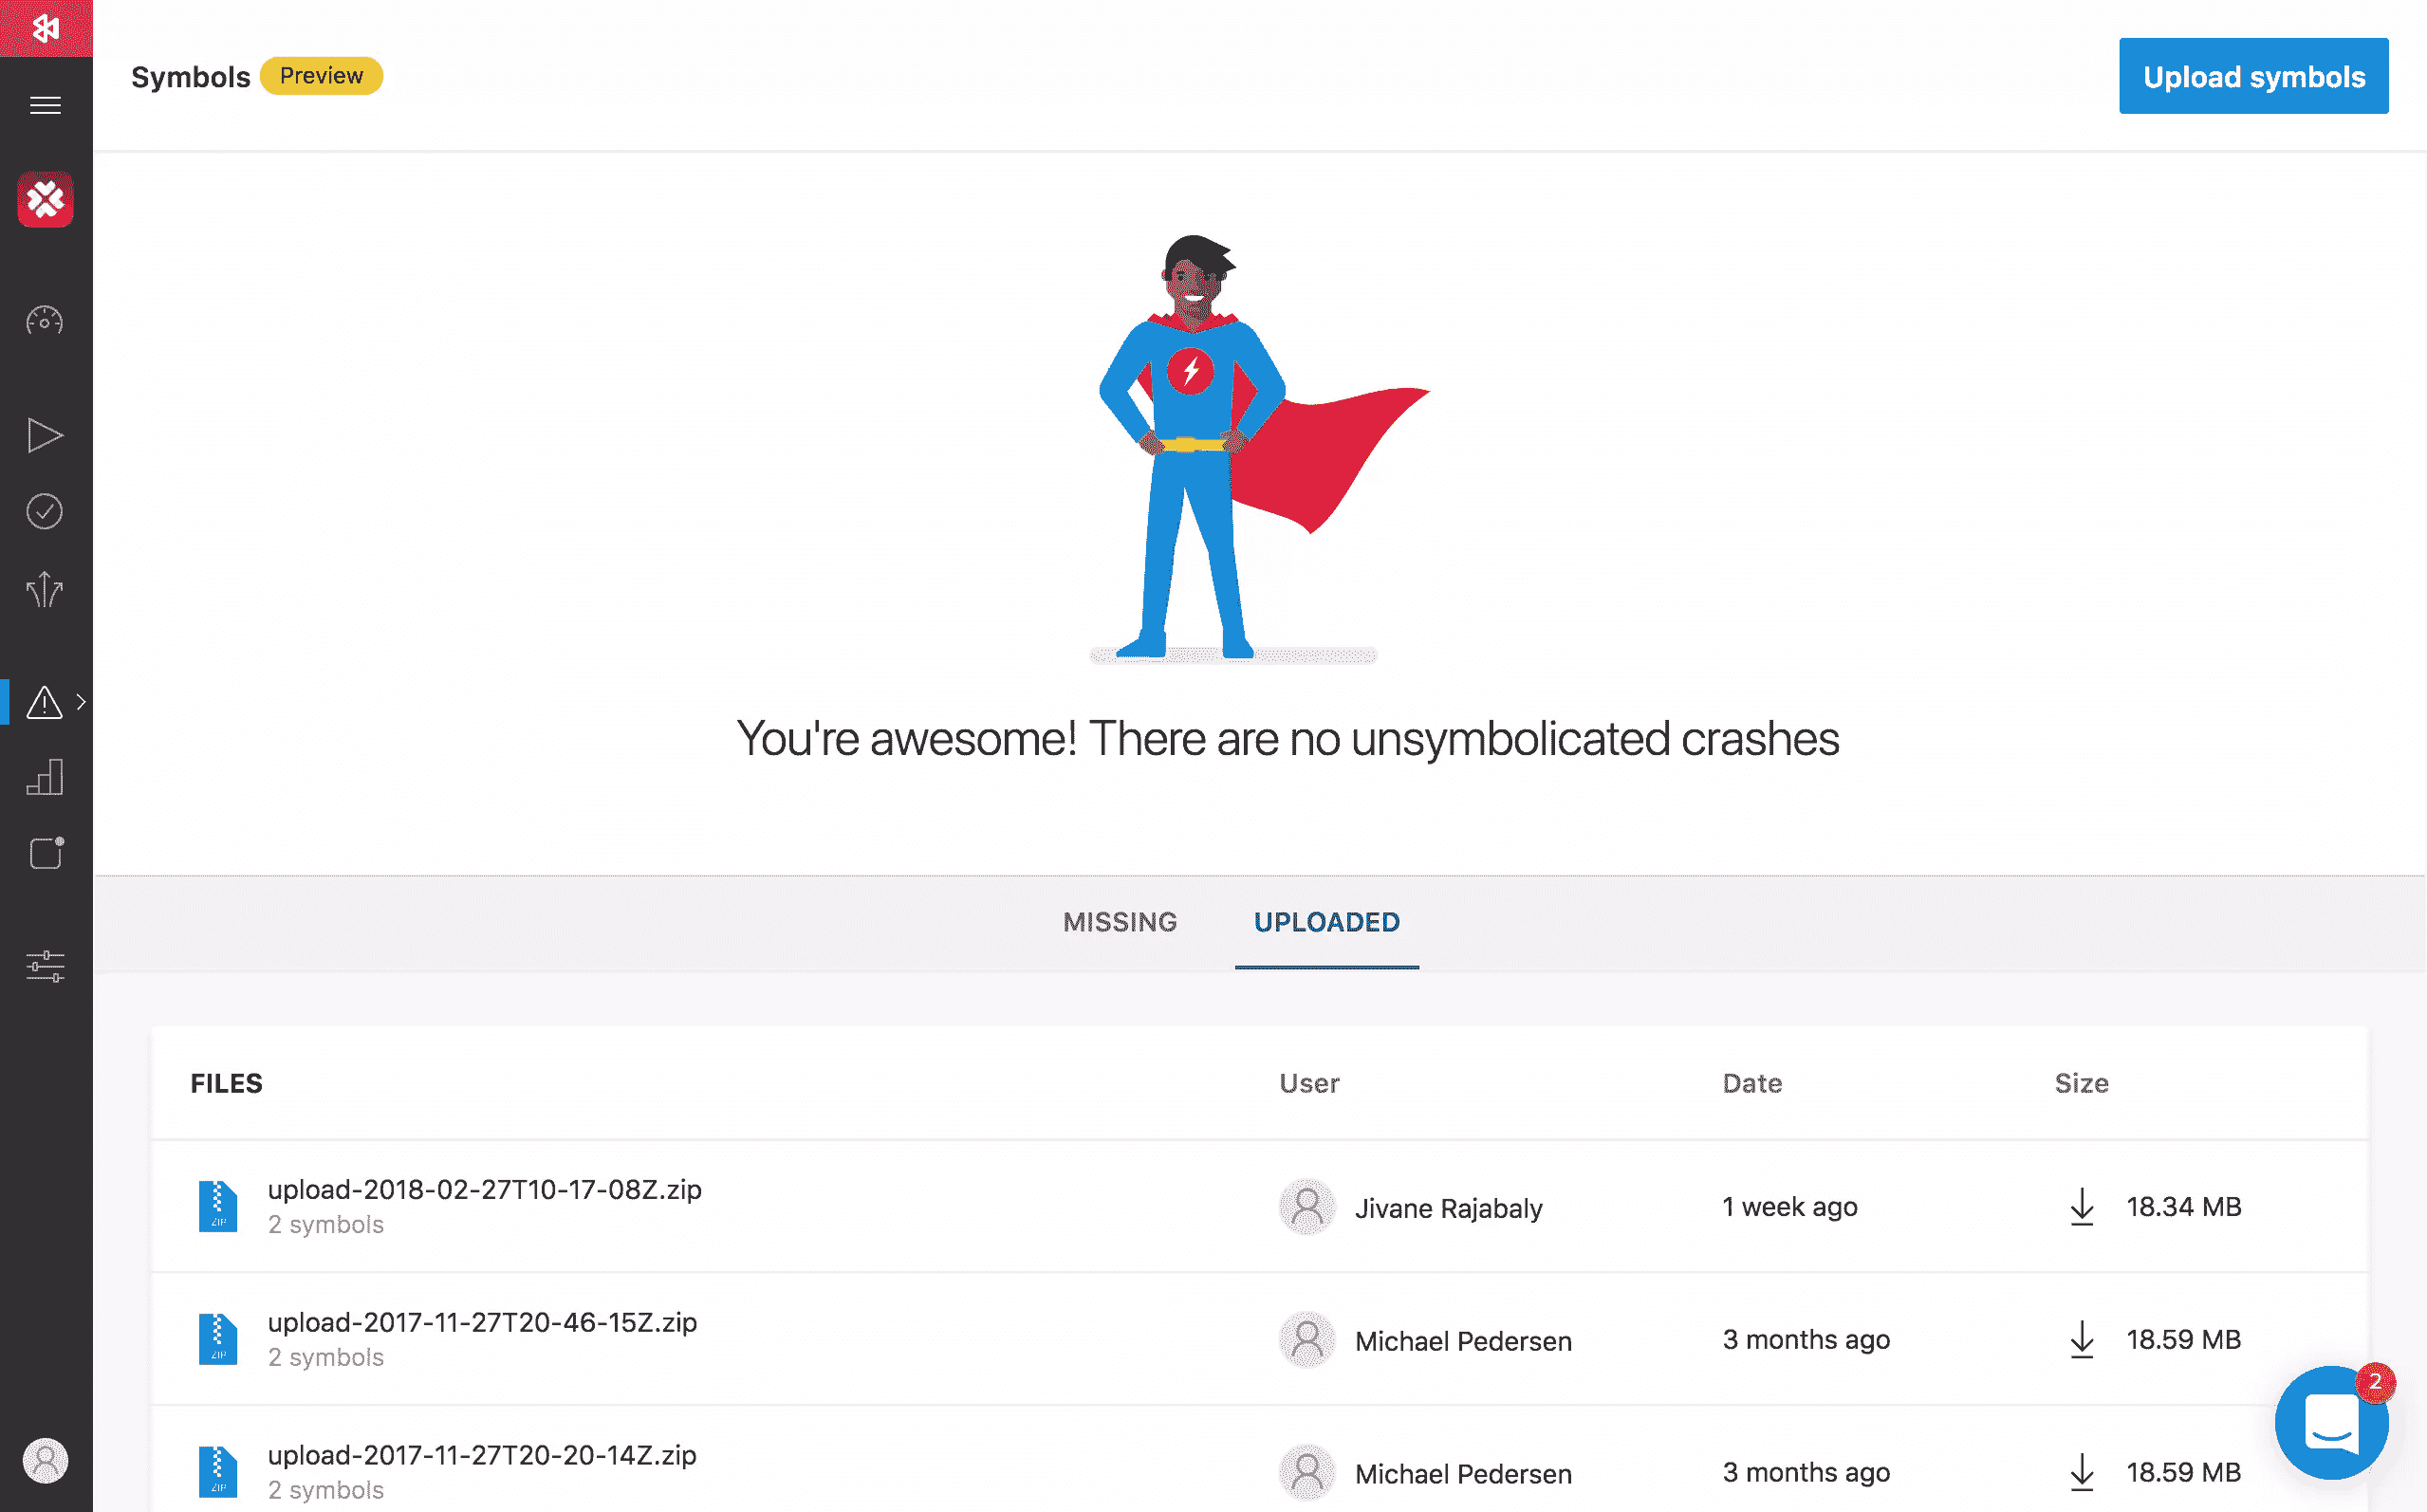 Symbols Preview
Upload symbols
You're awesome! There are no unsymbolicated crashes
MISSING UPLOADED
FILES User Date Size
upload-2018-02-27T10-17-08Z.zip
2 symbols
ZIP
Jivane Rajabaly 1 week ago 18.34 MB
upload-2017-11-27T20-46-15Z.zip
2 symbols
ZIP
Michael Pedersen 3 months ago 18.59 MB
2
upload-2017-11-27T20-20-14Z.zip
2 symbols
ZIP
Michael Pedersen 3 months ago 18.59 MB